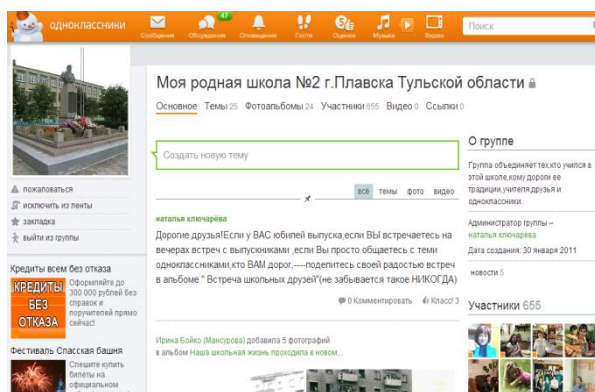 одноклассники
Сообщения
47
Обсуждения
Оповещения
Гости
Оценки
Музыка
Видео
Поиск
Моя родная школа №2 г.Плавска Тульской области
Основное Темы 25 Фотоальбомы 24 Участники 655 Видео 0 Ссылки 0
Создать новую тему
всё темы фото видео
наталья ключарёва
Дорогие друзья!Если у ВАС юбилей выпуска,если ВЫ встречаетесь на
вечерах встреч с выпускниками ,если Вы просто общаетесь с теми
одноклассниками,кто ВАМ дорог,----поделитесь своей радостью встреч
в альбоме " Встреча школьных друзей"(не забывается такое НИКОГДА)
0 Комментировать Класс! 3
Ирина Бойко (Мансурова) добавила 5 фотографий
в альбом Наша школьная жизнь проходила в новом...
пожаловаться
исключить из ленты
закладка
выйти из группы
Кредиты всем без отказа
КРЕДИТЫ
БЕЗ
ОТКАЗА
Оформляйте до
300 000 рублей без
справок и
поручителей прямо
сейчас!
Фестиваль Спасская башня
Спешите купить
билеты на
официальном
О группе
Группа объединяет тех,кто учился в
этой школе,кому дороги ее
традиции,учителя,друзья и
одноклассники.
Администратор группы –
наталья ключарёва
Дата создания: 30 января 2011
новости 5
Участники 655